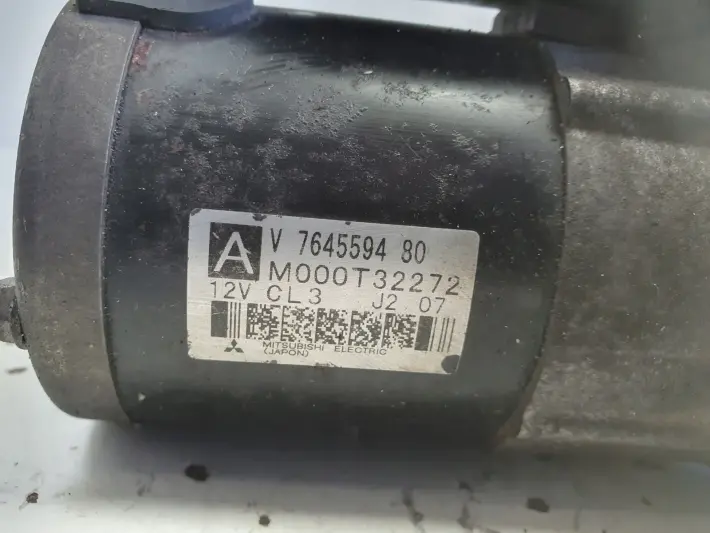 A
V 7645594 80
M000T32272
12V CL3 J2 07
MITSUBISHI ELECTRIC
(JAPON)